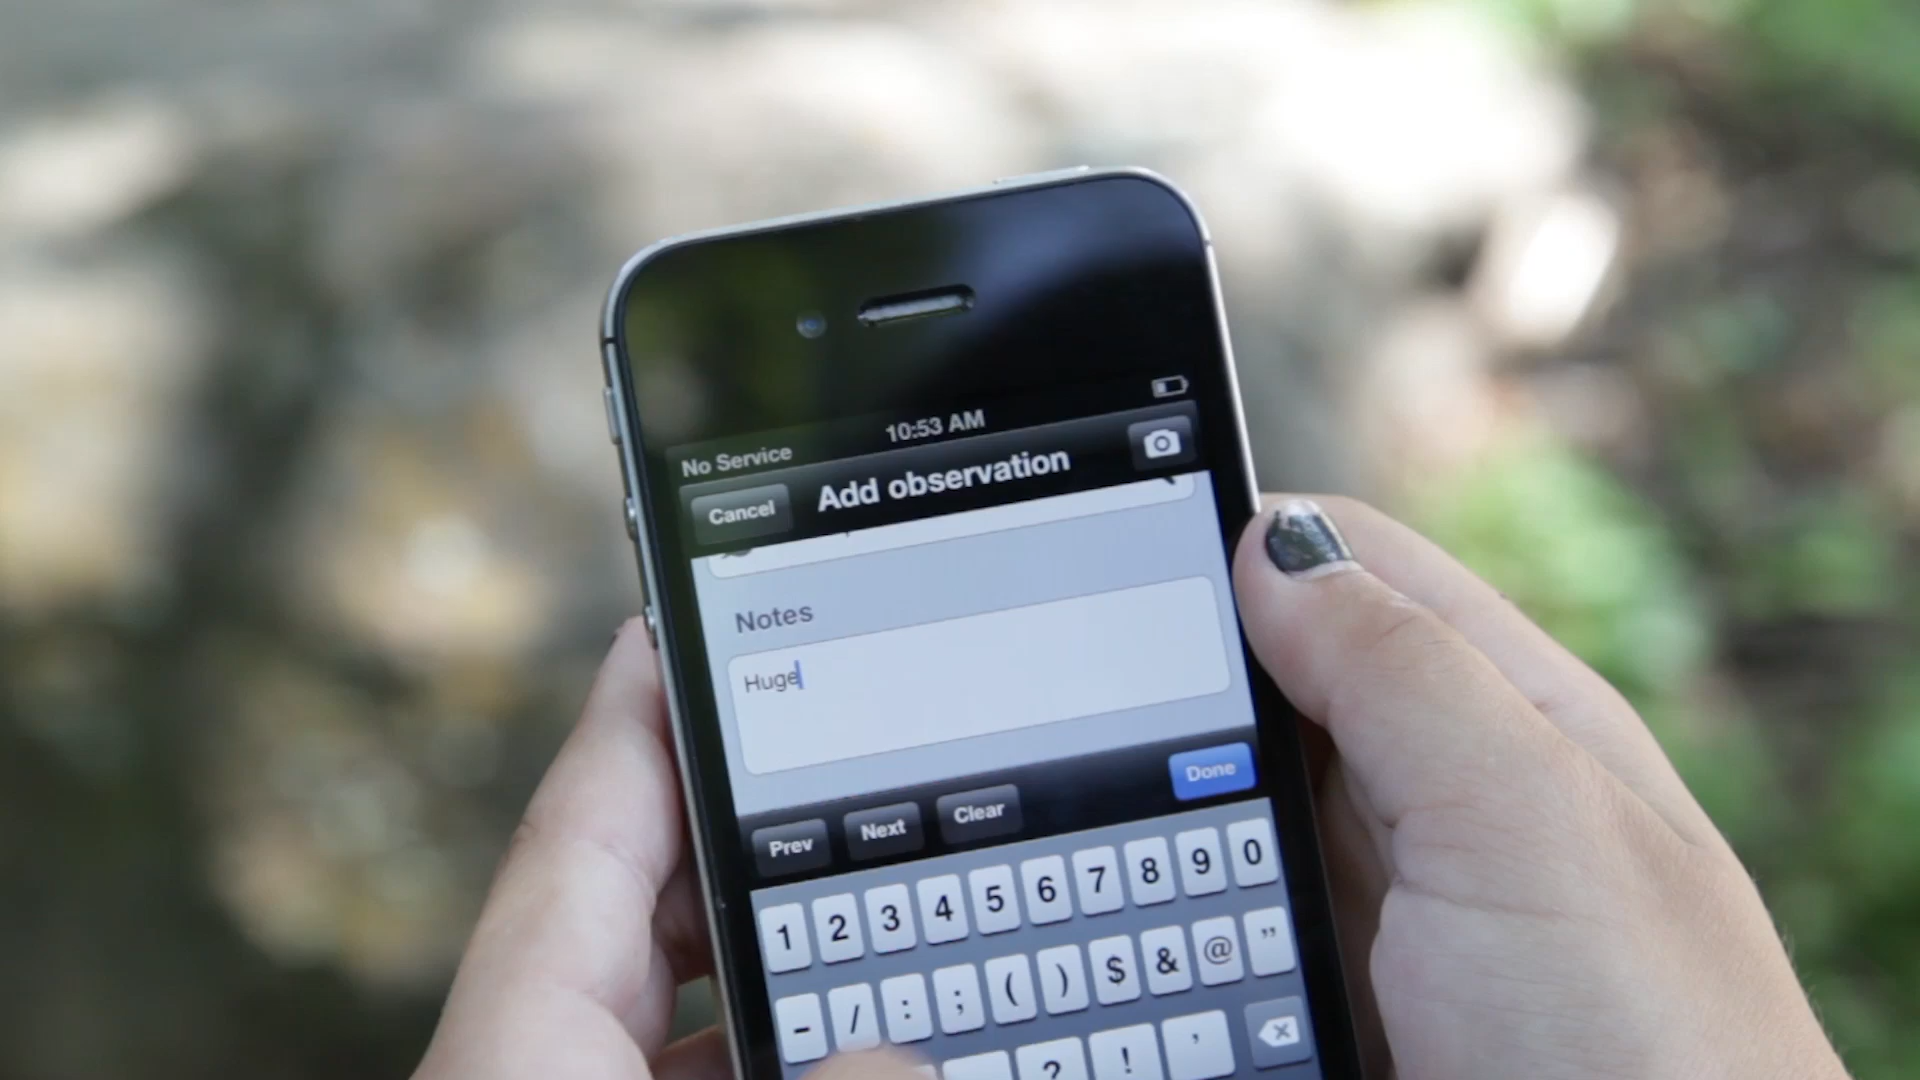 No Service 10:53 AM
Cancel Add observation
Notes
Huge
Prev Next Clear Done
1 2 3 4 5 6 7 8 9 0
- / : ; ( ) $ & @ "
? ! '